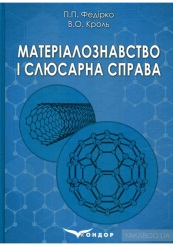 П.П. Федірко
В.О. Кроль
МАТЕРІАЛОЗНАВСТВО
І СЛЮСАРНА СПРАВА
КОНДОР